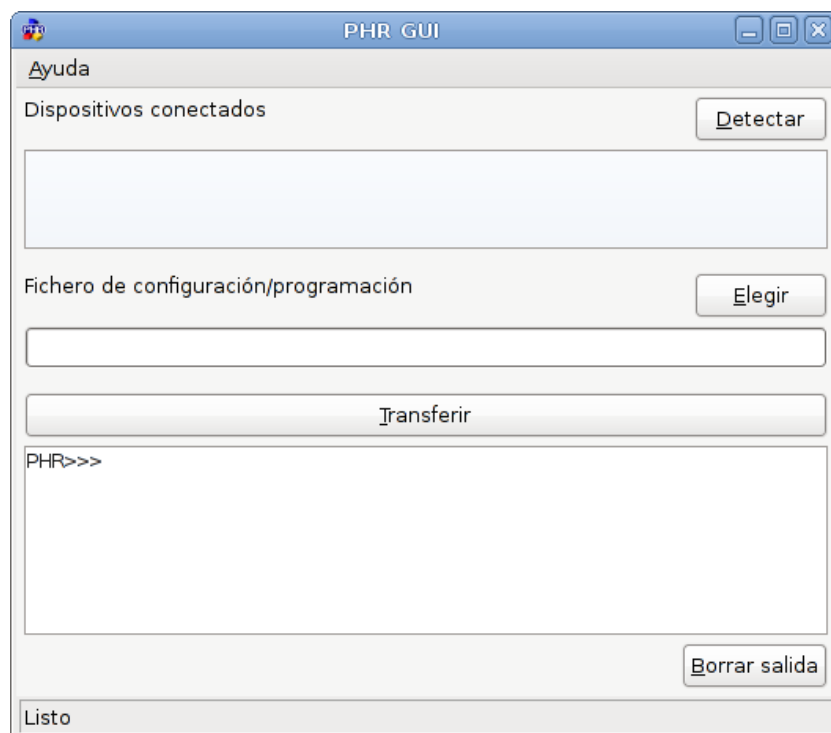 PHR GUI
Ayuda
Dispositivos conectados
Detectar
Fichero de configuración/programación
Elegir
Transferir
PHR>>>
Borrar salida
Listo